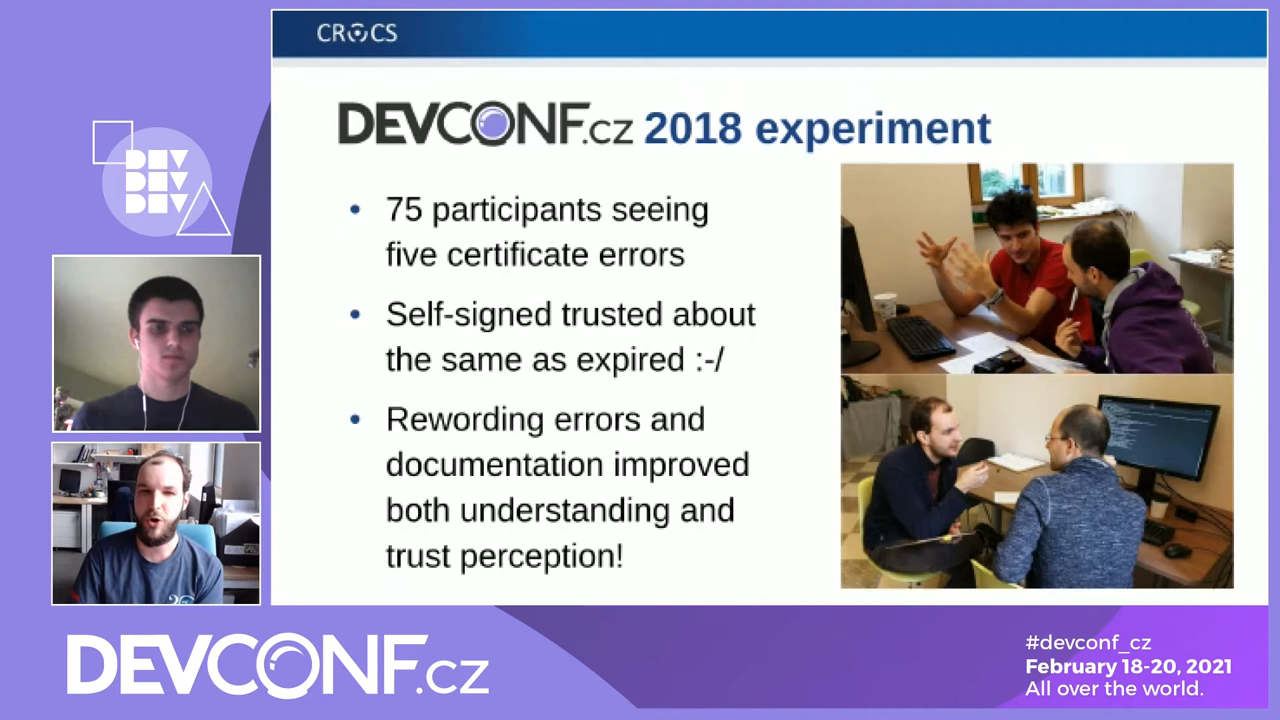 CROCS
DEVCONF.cz 2018 experiment
DEV
DEV
DEV
• 75 participants seeing
five certificate errors
• Self-signed trusted about
the same as expired :-/
• Rewording errors and
documentation improved
both understanding and
trust perception!
DEVCONF.cz
#devconf_cz
February 18-20, 2021
All over the world.